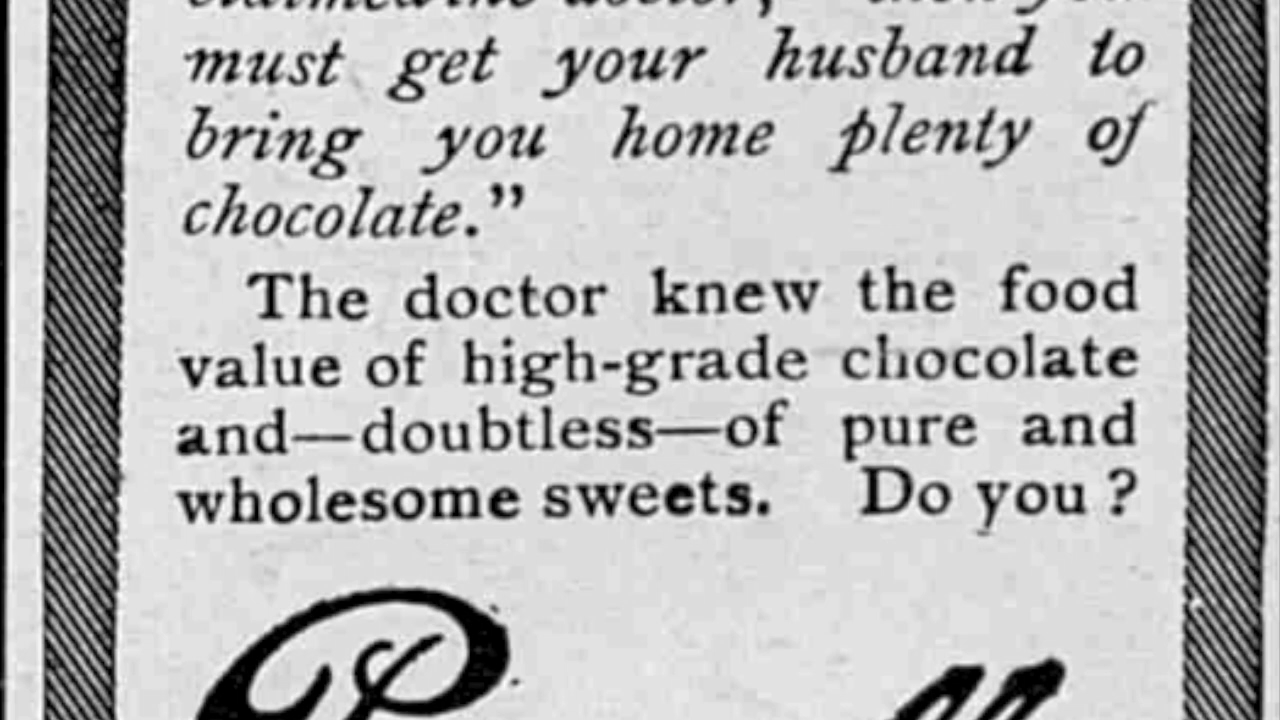 must get your husband to
bring you home plenty of
chocolate.”
The doctor knew the food
value of high-grade chocolate
and—doubtless—of pure and
wholesome sweets. Do you?